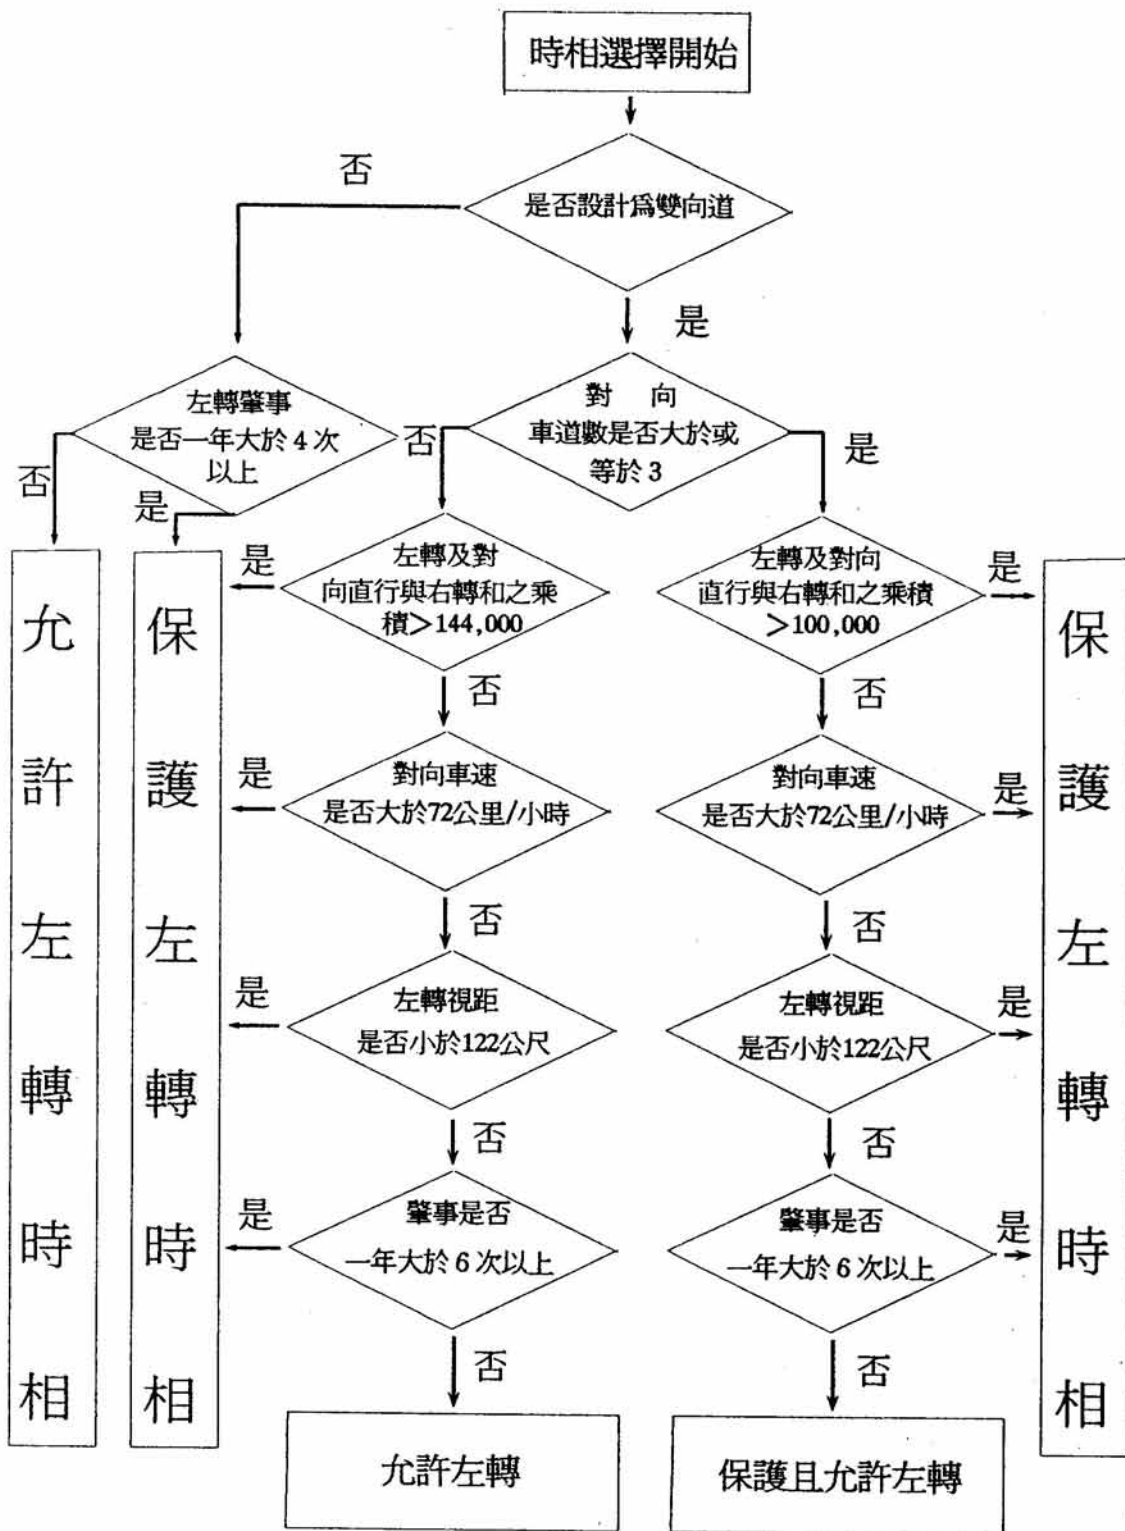 時相選擇開始
否
是否設計爲雙向道
是
左轉肇事
是否一年大於 4 次
以上
否
是
對 向
車道數是否大於或
等於 3
否
是
左轉及對
向直行與右轉和之乘
積＞144,000
是
否
左轉及對向
直行與右轉和之乘積
＞100,000
是
否
對向車速
是否大於72公里/小時
是
否
對向車速
是否大於72公里/小時
是
否
左轉視距
是否小於122公尺
是
否
左轉視距
是否小於122公尺
是
否
肇事是否
一年大於 6 次以上
是
否
肇事是否
一年大於 6 次以上
是
否
允許左轉時相
保護左轉時相
保護左轉時相
允許左轉
保護且允許左轉